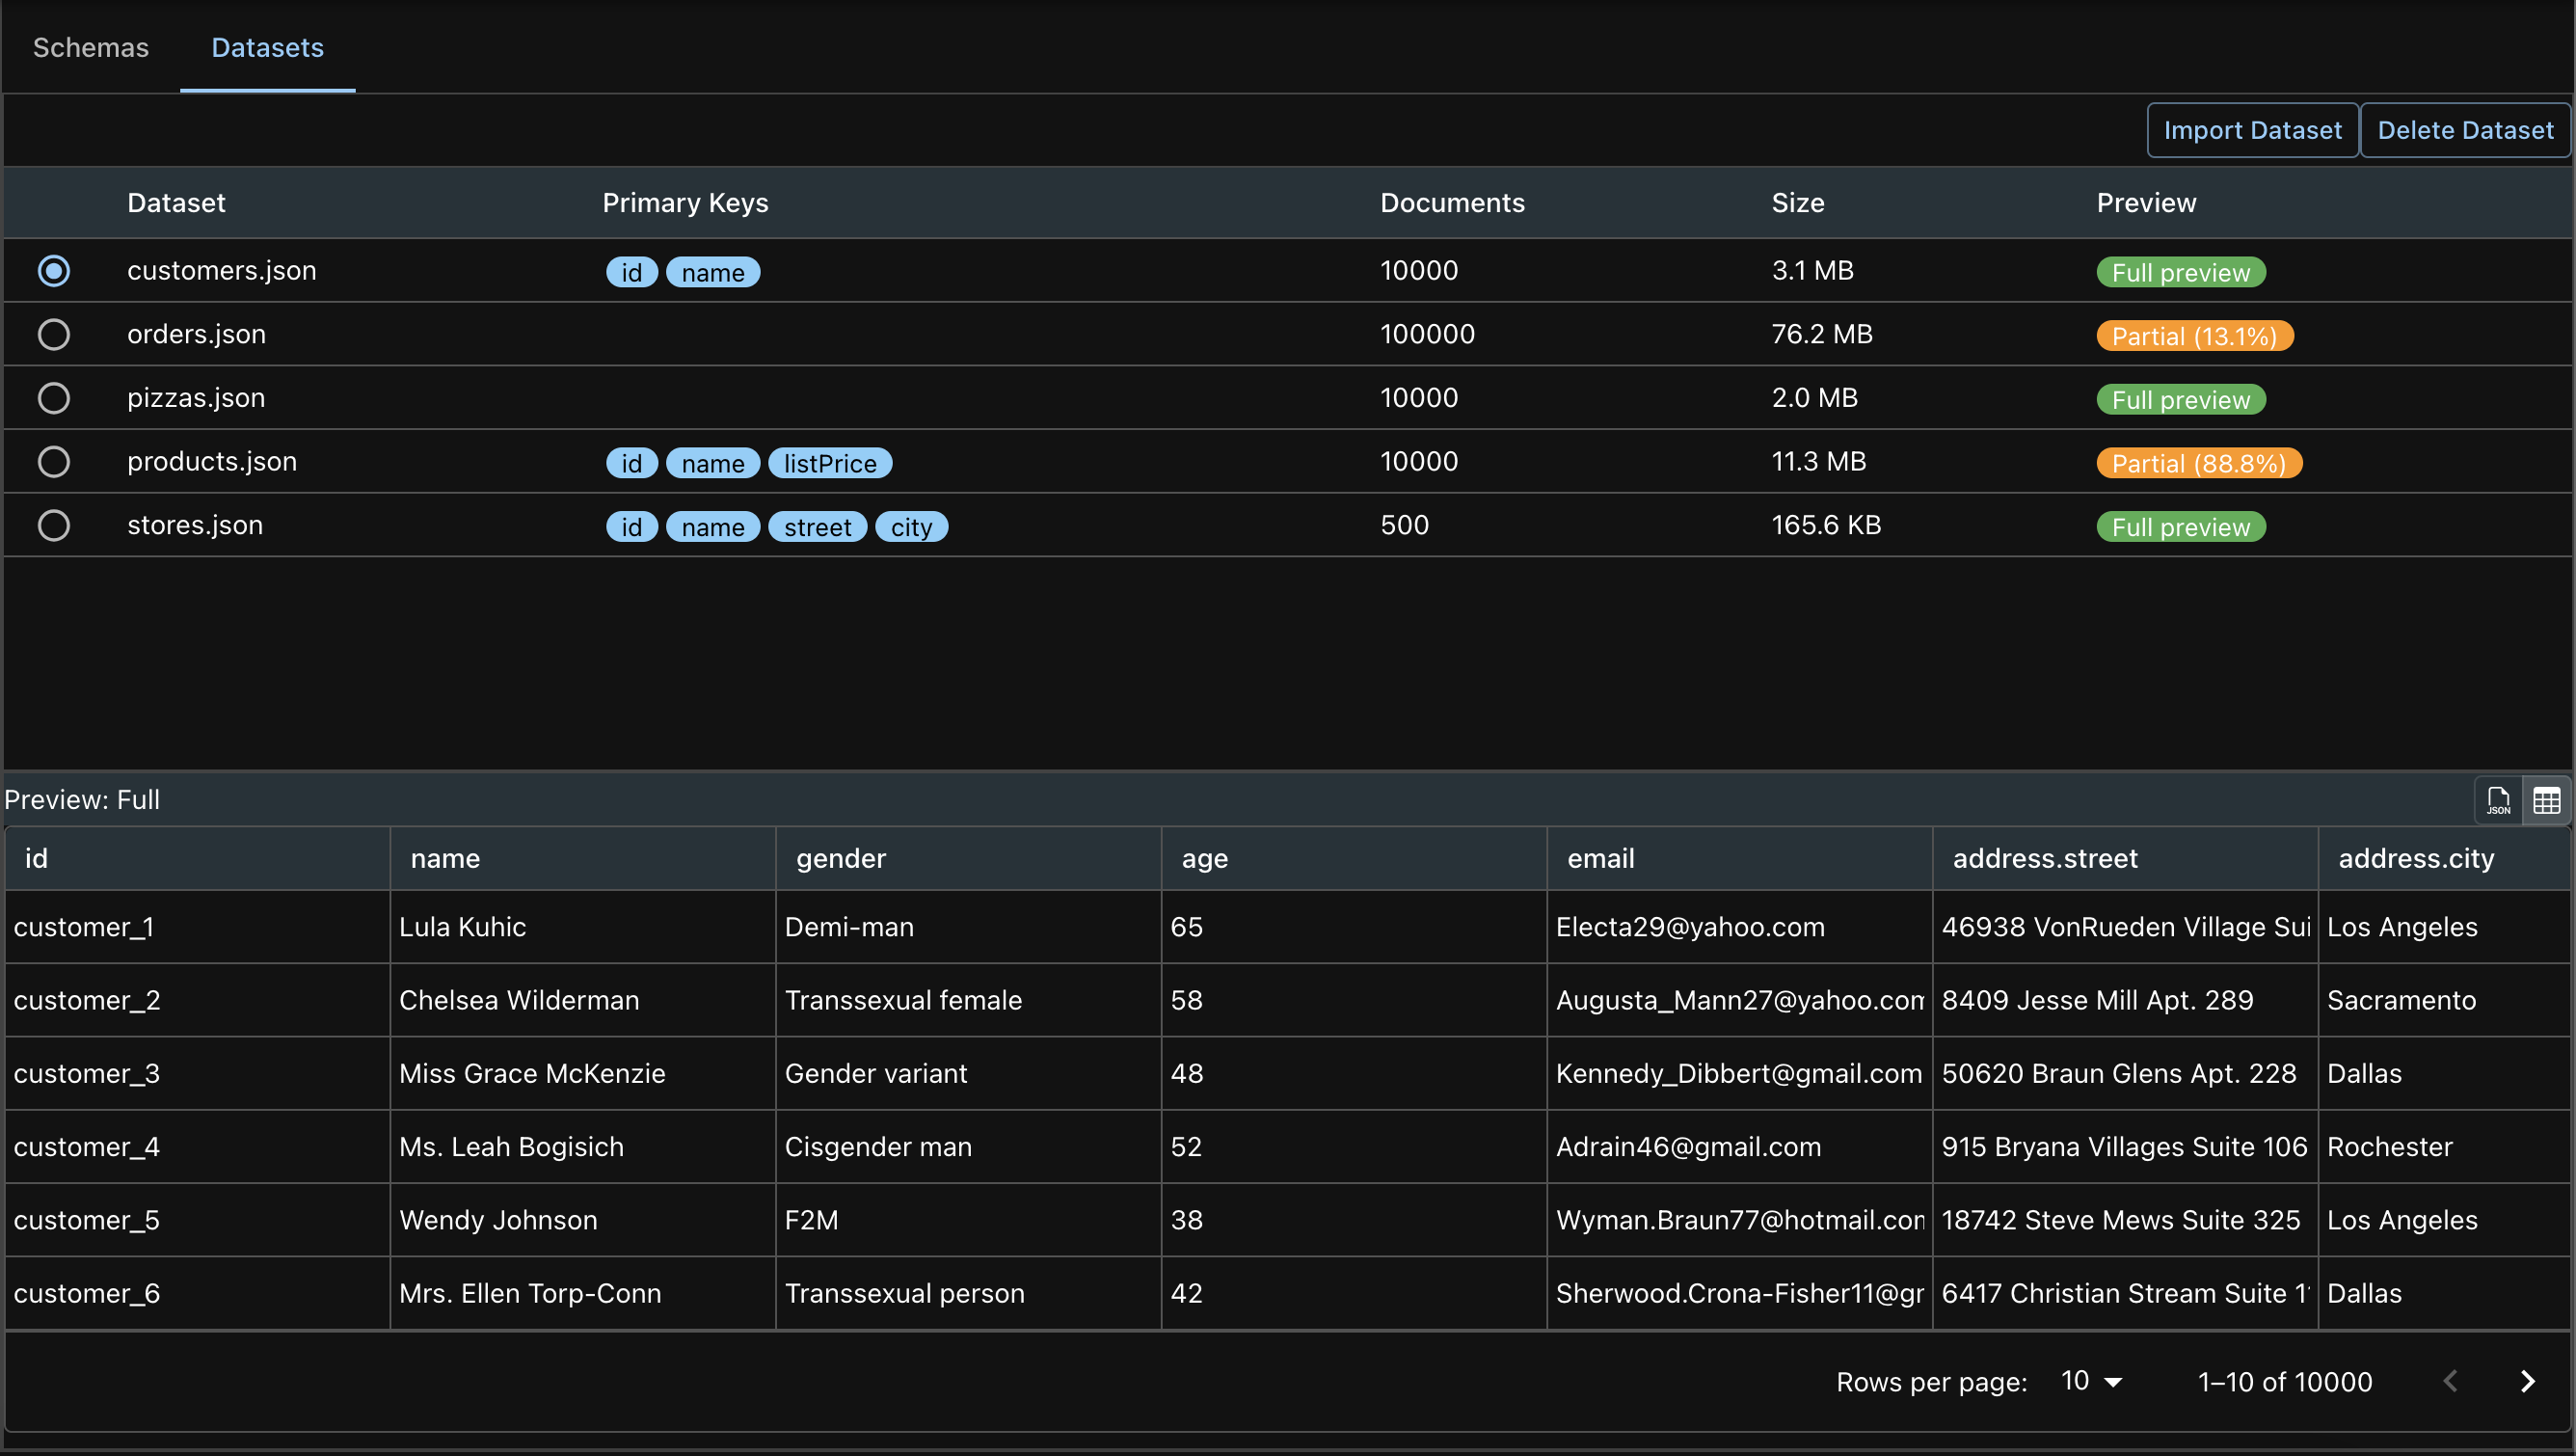 Schemas Datasets
Import Dataset Delete Dataset
Dataset Primary Keys Documents Size Preview
customers.json id name 10000 3.1 MB Full preview
orders.json 100000 76.2 MB Partial (13.1%)
pizzas.json 10000 2.0 MB Full preview
products.json id name listPrice 10000 11.3 MB Partial (88.8%)
stores.json id name street city 500 165.6 KB Full preview
Preview: Full JSON
id name gender age email address.street address.city
customer_1 Lula Kuhic Demi-man 65 Electa29@yahoo.com 46938 VonRueden Village Sui Los Angeles
customer_2 Chelsea Wilderman Transsexual female 58 Augusta_Mann27@yahoo.com 8409 Jesse Mill Apt. 289 Sacramento
customer_3 Miss Grace McKenzie Gender variant 48 Kennedy_Dibbert@gmail.com 50620 Braun Glens Apt. 228 Dallas
customer_4 Ms. Leah Bogisich Cisgender man 52 Adrain46@gmail.com 915 Bryana Villages Suite 106 Rochester
customer_5 Wendy Johnson F2M 38 Wyman.Braun77@hotmail.com 18742 Steve Mews Suite 325 Los Angeles
customer_6 Mrs. Ellen Torp-Conn Transsexual person 42 Sherwood.Crona-Fisher11@gr 6417 Christian Stream Suite 1 Dallas
Rows per page: 10 1–10 of 10000